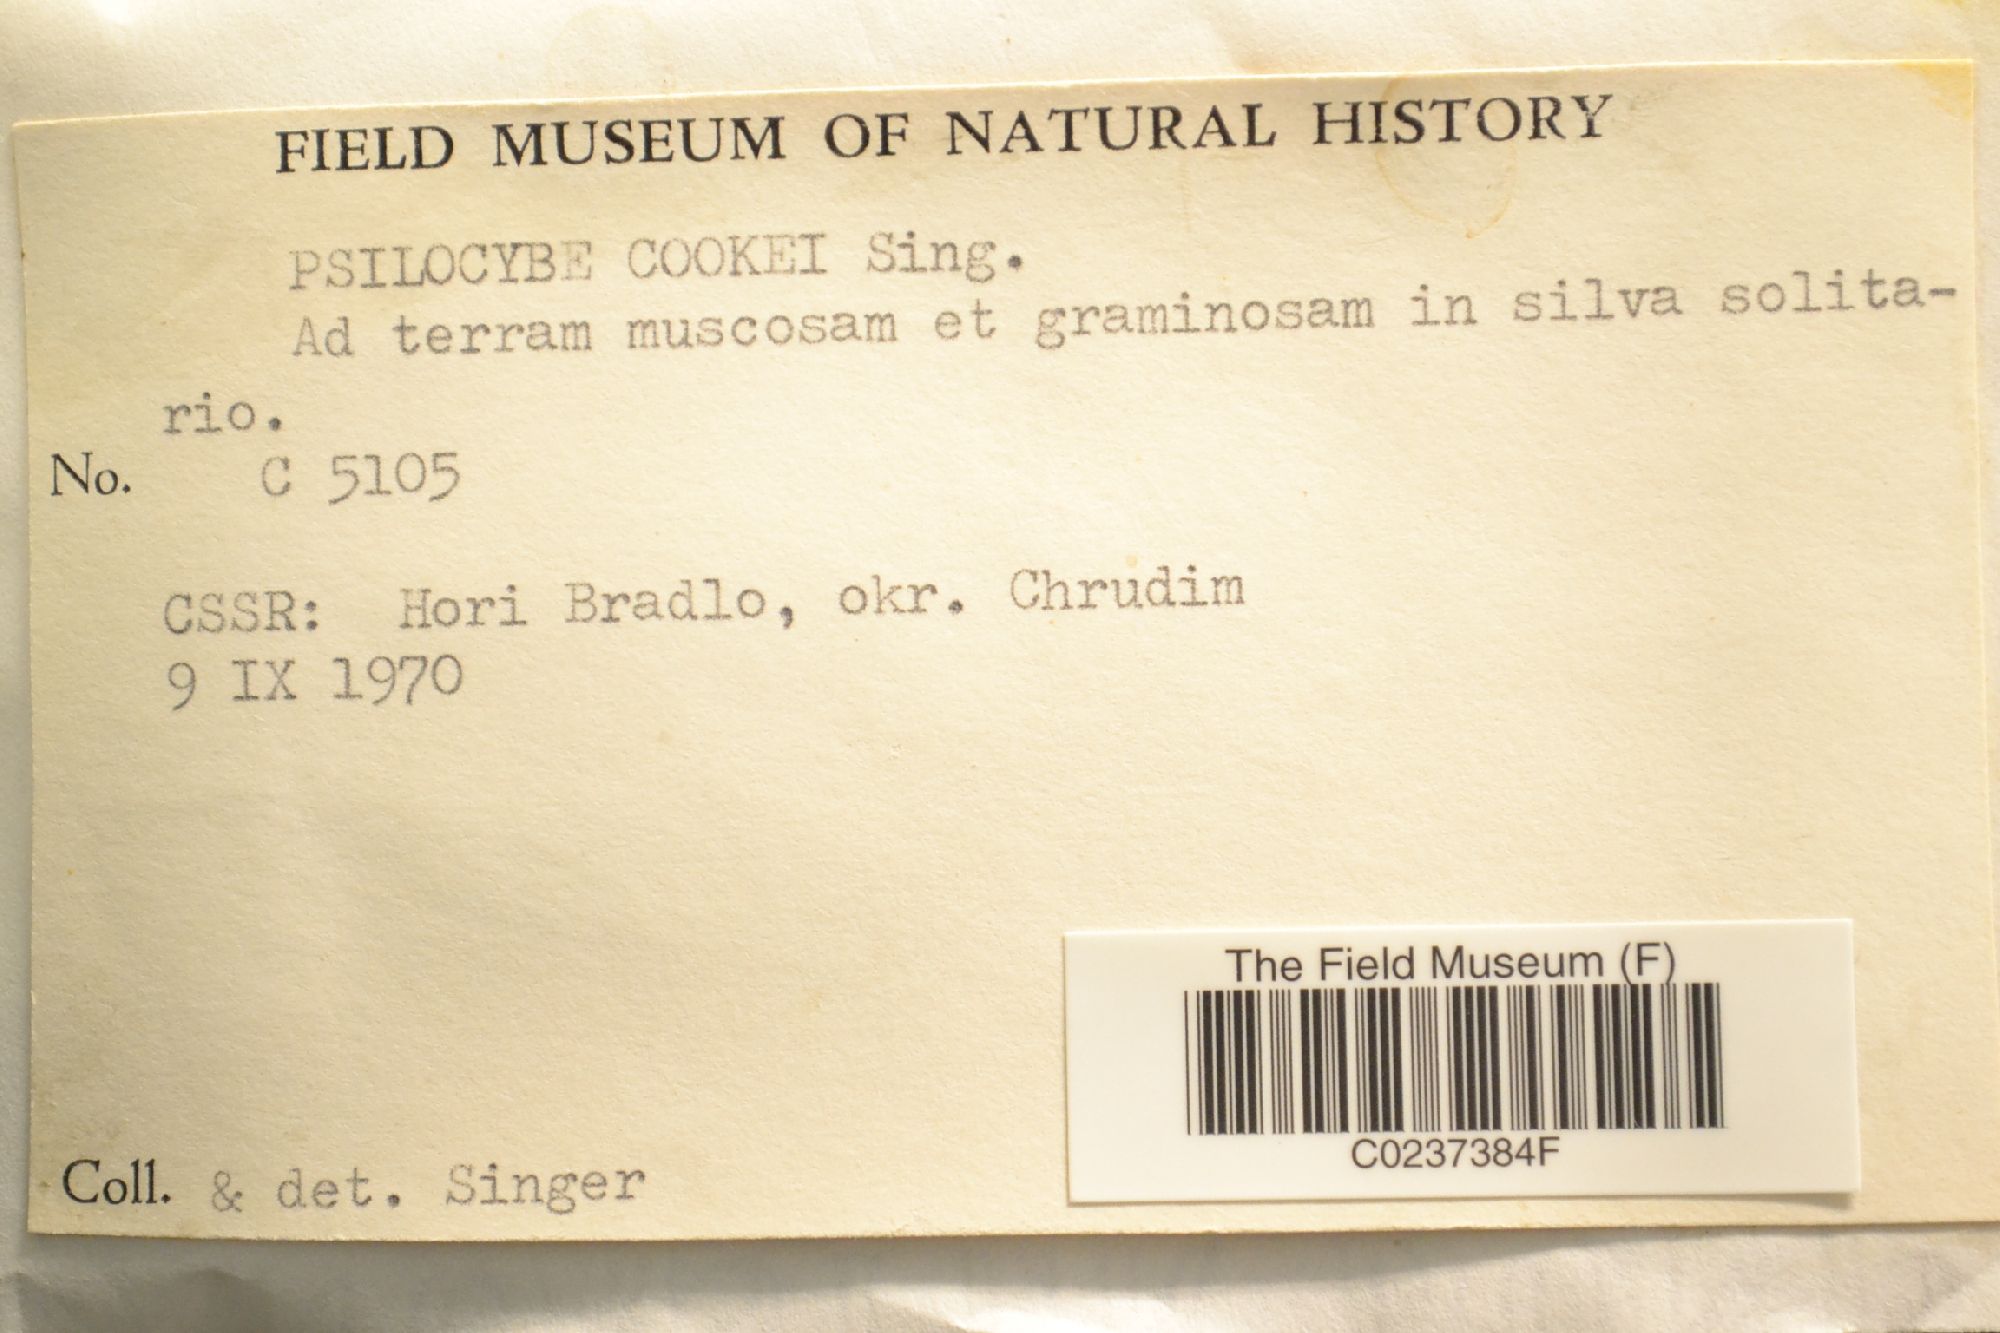 FIELD MUSEUM OF NATURAL HISTORY
PSILOCYBE COOKEI Sing.
Ad terram muscosam et graminosam in silva solita-
rio.
No. C 5105
CSSR: Hori Bradlo, okr. Chrudim
9 IX 1970
The Field Museum (F)
C0237384F
Coll. & det. Singer